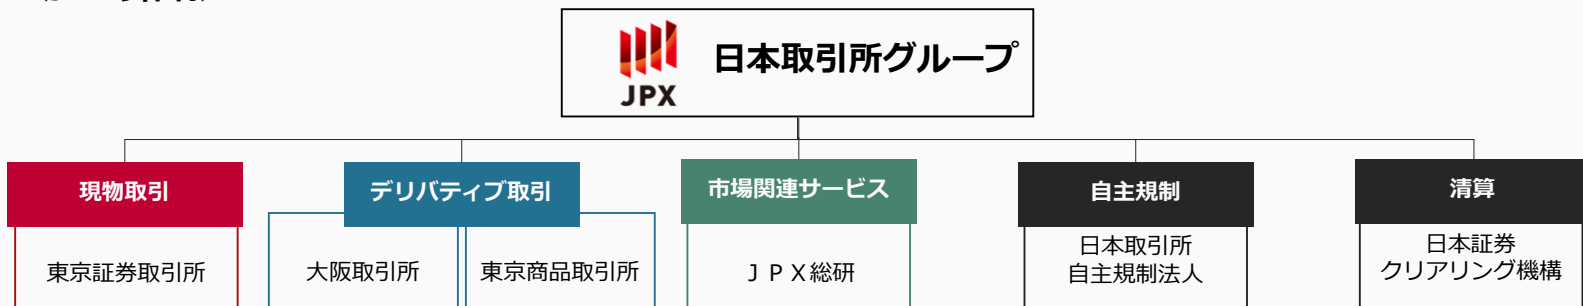 JPX
日本取引所グループ
現物取引
デリバティブ取引
市場関連サービス
自主規制
清算
東京証券取引所
大阪取引所
東京商品取引所
ＪＰＸ総研
日本取引所
自主規制法人
日本証券
クリアリング機構